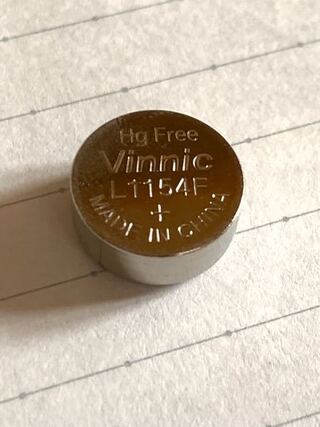 Hg Free
Vinnic
L1154F
+
MADE IN CHINA